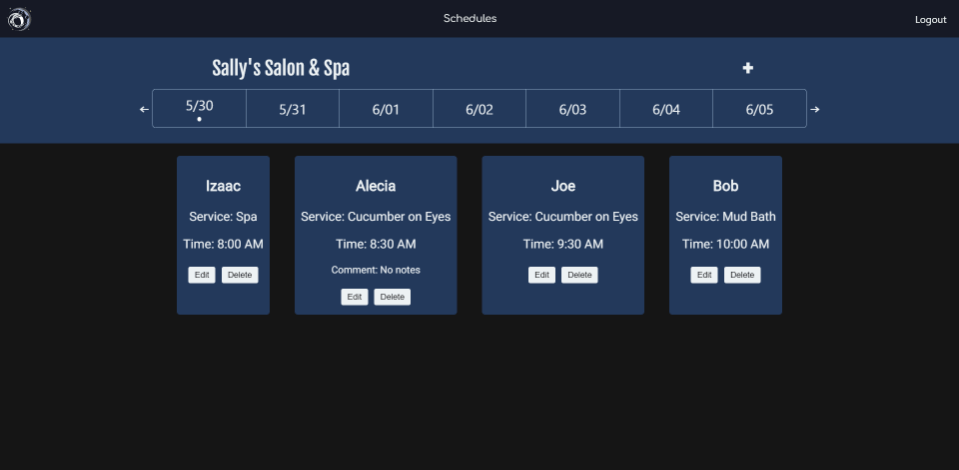 Schedules
Logout
Sally's Salon & Spa
+
← 5/30 5/31 6/01 6/02 6/03 6/04 6/05 →
Izaac
Service: Spa
Time: 8:00 AM
Edit Delete
Alecia
Service: Cucumber on Eyes
Time: 8:30 AM
Comment: No notes
Edit Delete
Joe
Service: Cucumber on Eyes
Time: 9:30 AM
Edit Delete
Bob
Service: Mud Bath
Time: 10:00 AM
Edit Delete